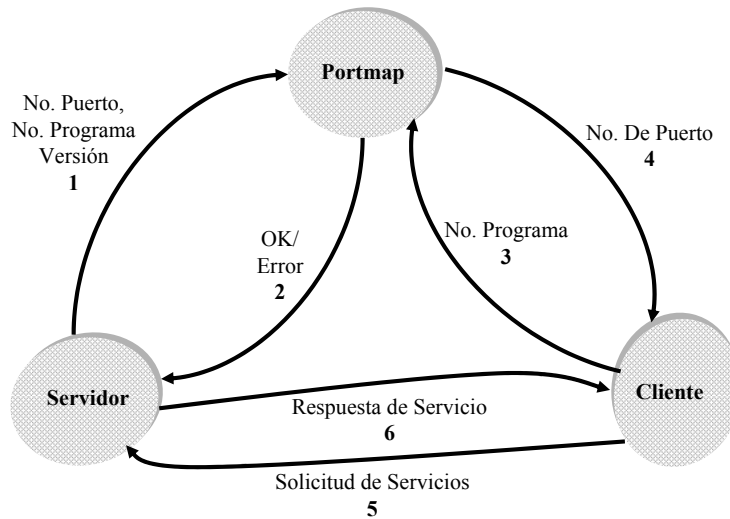 Portmap
No. Puerto,
No. Programa
Versión
1
No. De Puerto
4
No. Programa
3
OK/
Error
2
Servidor
Cliente
Respuesta de Servicio
6
Solicitud de Servicios
5